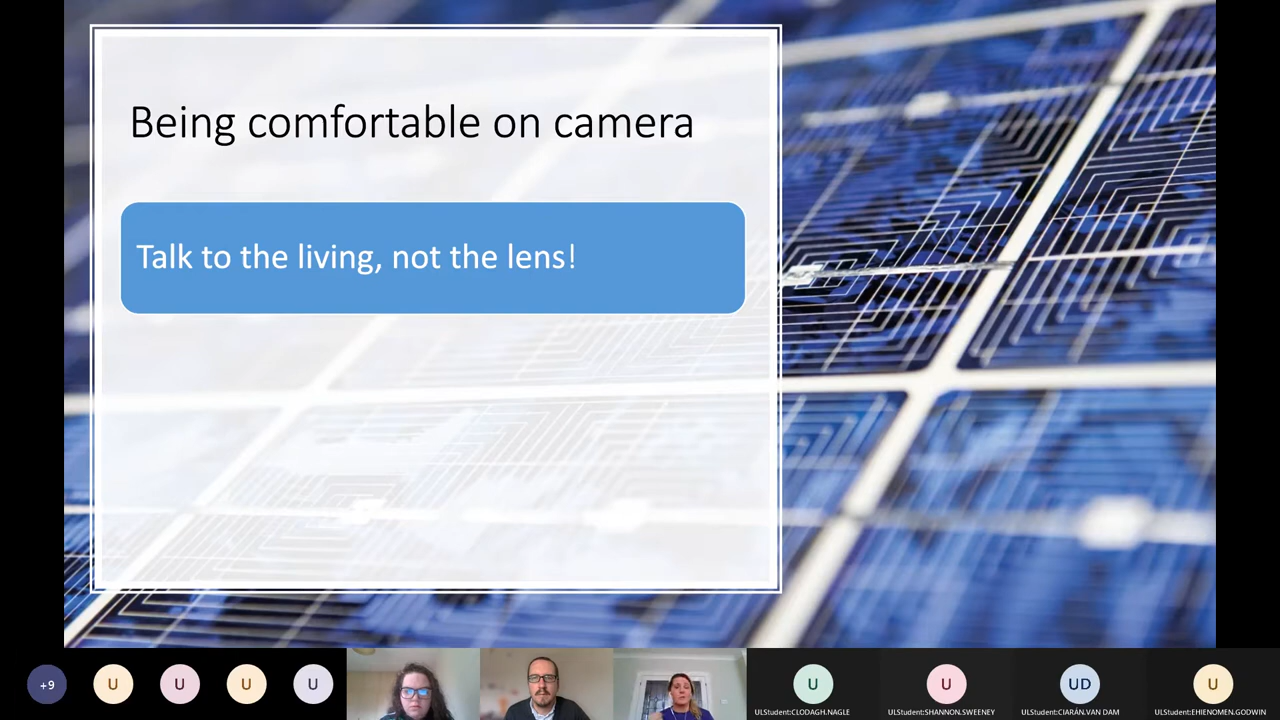 Being comfortable on camera
Talk to the living, not the lens!
+9
U
U
U
U
U
U
UD
U
ULStudent:CLODAGH.NAGLE
ULStudent:SHANNON.SWEENEY
ULStudent:CIARÁN.VAN DAM
ULStudent:EHIENOMEN.GODWIN